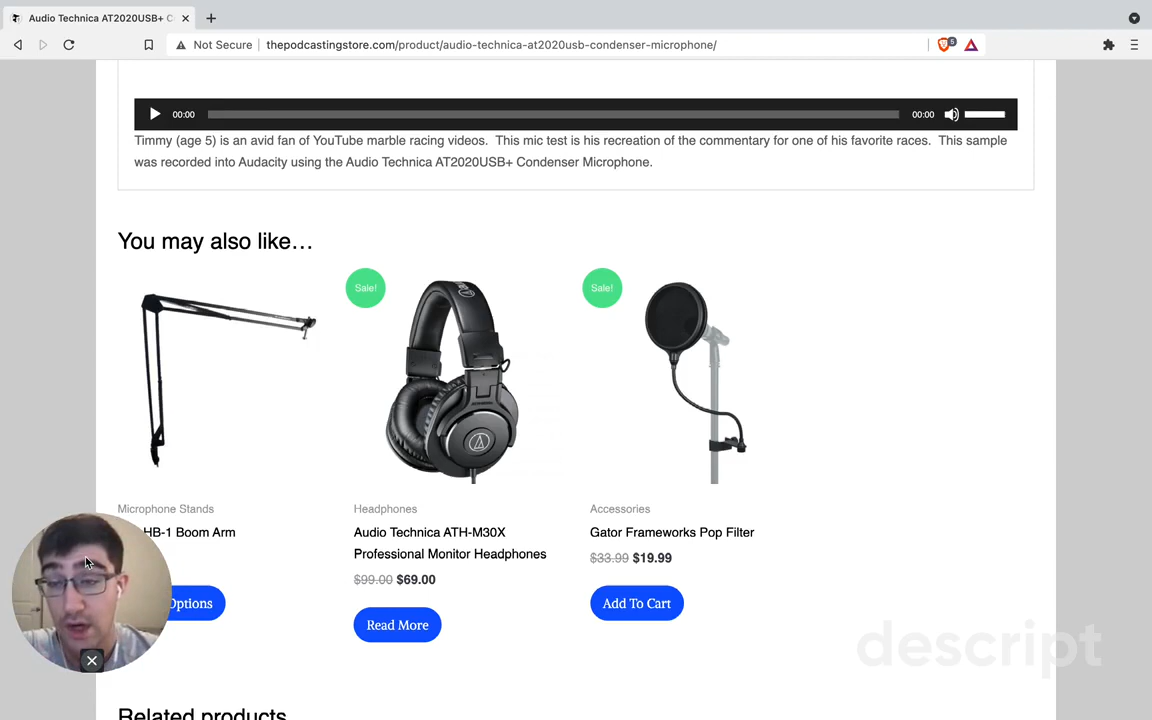 Audio Technica AT2020USB+ C
Not Secure
thepodcastingstore.com/product/audio-technica-at2020usb-condenser-microphone/
5
00:00
00:00
Timmy (age 5) is an avid fan of YouTube marble racing videos.  This mic test is his recreation of the commentary for one of his favorite races.  This sample
was recorded into Audacity using the Audio Technica AT2020USB+ Condenser Microphone.
You may also like…
Sale!
Sale!
Microphone Stands
Headphones
Accessories
HB-1 Boom Arm
Audio Technica ATH-M30X
Professional Monitor Headphones
Gator Frameworks Pop Filter
$99.00 $69.00
$33.99 $19.99
Options
Read More
Add To Cart
descript
Related products